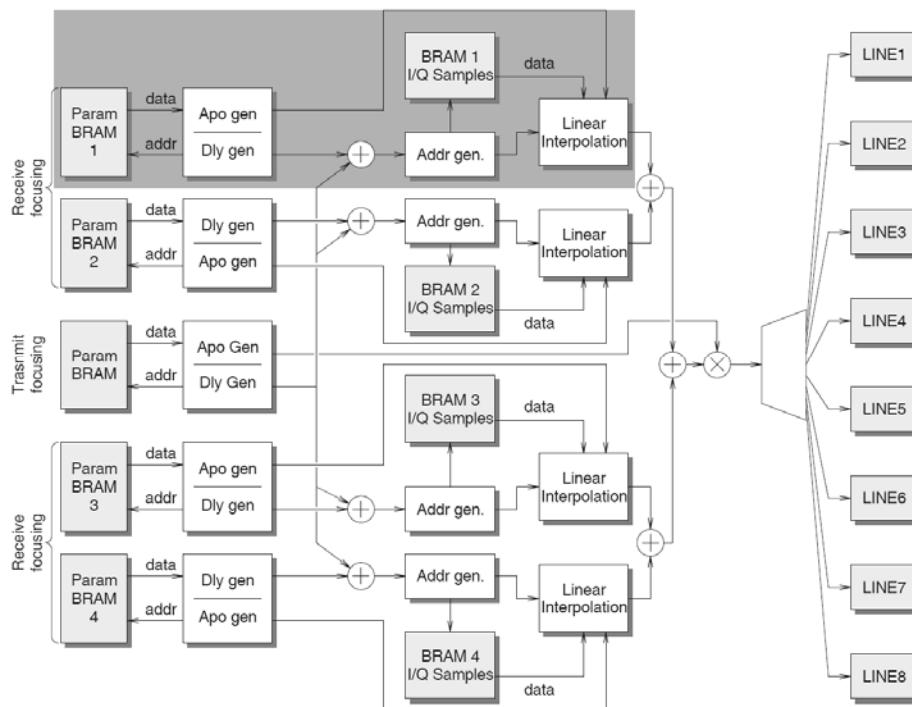 Receive
focusing
Param
BRAM
1
data
addr
Apo gen
Dly gen
+
BRAM 1
I/Q Samples
data
Addr gen.
Linear
Interpolation
+
Param
BRAM
2
data
addr
Dly gen
Apo gen
+
Addr gen.
BRAM 2
I/Q Samples
data
Linear
Interpolation
Trasnmit
focusing
Param
BRAM
data
addr
Apo Gen
Dly Gen
+
×
Receive
focusing
Param
BRAM
3
data
addr
Apo gen
Dly gen
+
BRAM 3
I/Q Samples
data
Addr gen.
Linear
Interpolation
+
Param
BRAM
4
data
addr
Dly gen
Apo gen
+
Addr gen.
BRAM 4
I/Q Samples
data
Linear
Interpolation
LINE1
LINE2
LINE3
LINE4
LINE5
LINE6
LINE7
LINE8